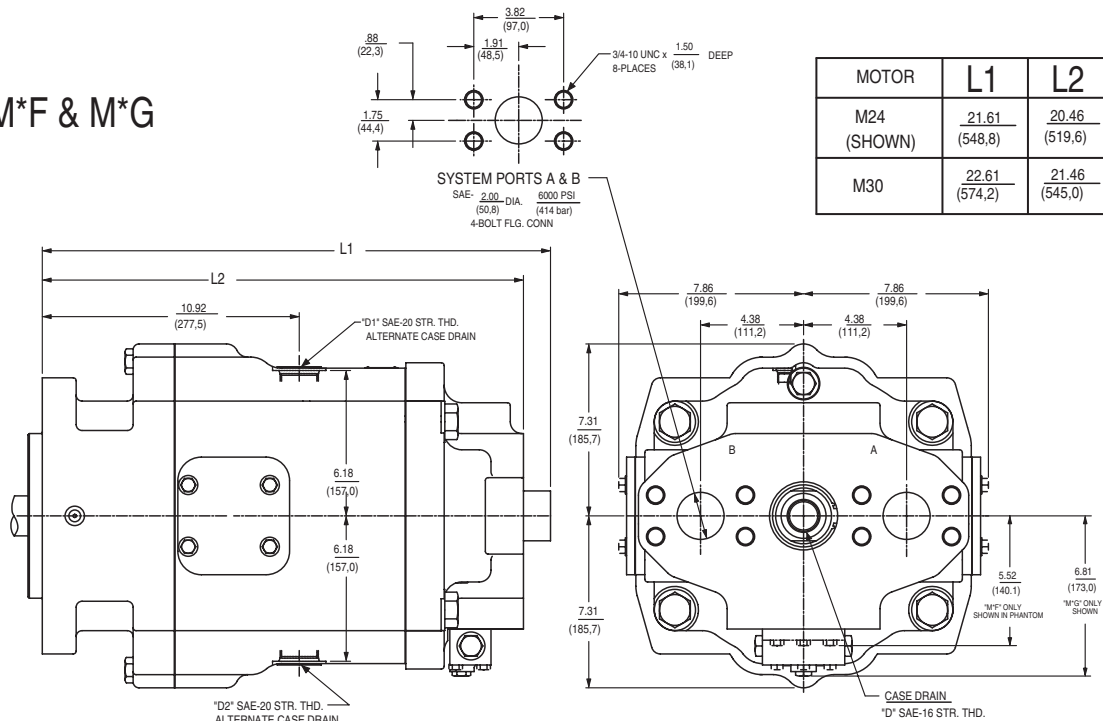 M*F & M*G
3.82
(97,0)
.88
(22,3)
1.91
(48,5)
3/4-10 UNC x 1.50 DEEP
(38,1)
8-PLACES
1.75
(44,4)
SYSTEM PORTS A & B
SAE- 2.00 DIA. 6000 PSI
(50,8) (414 bar)
4-BOLT FLG. CONN
MOTOR L1 L2
M24 21.61 20.46
(SHOWN) (548,8) (519,6)
M30 22.61 21.46
(574,2) (545,0)
L1
L2
10.92
(277,5)
"D1" SAE-20 STR. THD.
ALTERNATE CASE DRAIN
6.18
(157,0)
6.18
(157,0)
"D2" SAE-20 STR. THD.
ALTERNATE CASE DRAIN
7.86 7.86
(199,6) (199,6)
4.38 4.38
(111,2) (111,2)
7.31
(185,7)
B A
7.31
(185,7)
5.52
(140.1)
"M*F" ONLY
SHOWN IN PHANTOM
6.81
(173,0)
"M*G" ONLY
SHOWN
CASE DRAIN
"D" SAE-16 STR. THD.